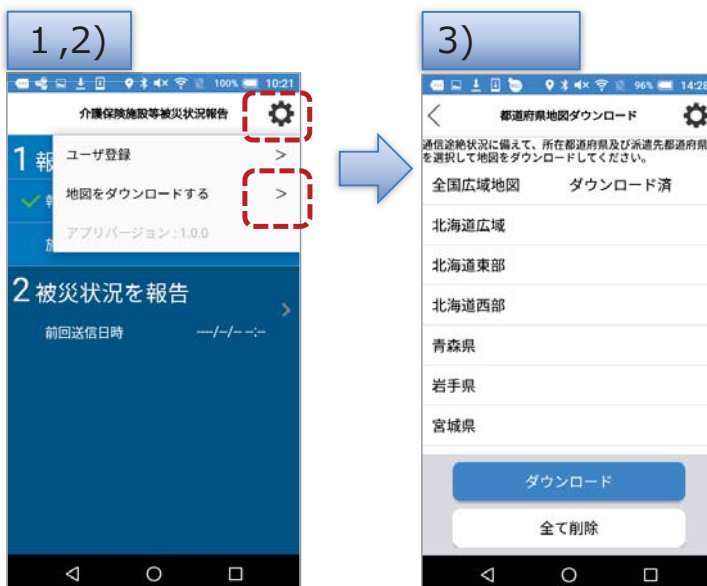 1,2)
100% 10:21
介護保険施設等被災状況報告
1 報
ユーザ登録 >
地図をダウンロードする >
アプリバージョン:1.0.0
2 被災状況を報告
前回送信日時 ----/--/-- --:--
3)
96% 14:28
都道府県地図ダウンロード
通信途絶状況に備えて、所在都道府県及び派遣先都道府県
を選択して地図をダウンロードしてください。
全国広域地図 ダウンロード済
北海道広域
北海道東部
北海道西部
青森県
岩手県
宮城県
ダウンロード
全て削除